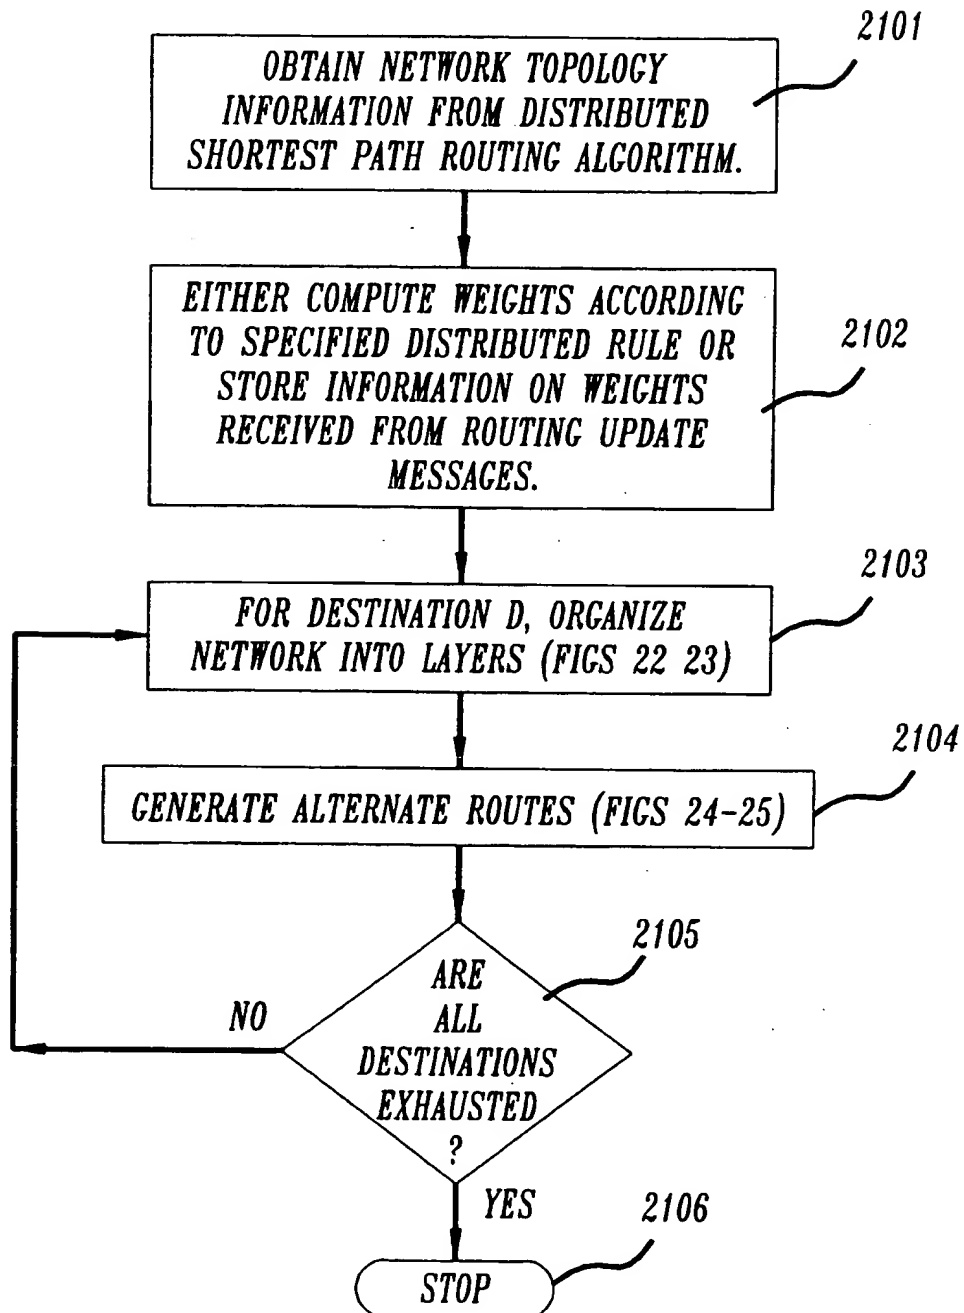 2101
OBTAIN NETWORK TOPOLOGY
INFORMATION FROM DISTRIBUTED
SHORTEST PATH ROUTING ALGORITHM.
EITHER COMPUTE WEIGHTS ACCORDING
TO SPECIFIED DISTRIBUTED RULE OR
STORE INFORMATION ON WEIGHTS
RECEIVED FROM ROUTING UPDATE
MESSAGES.
2102
2103
FOR DESTINATION D, ORGANIZE
NETWORK INTO LAYERS (FIGS 22 23)
2104
GENERATE ALTERNATE ROUTES (FIGS 24-25)
2105
ARE
ALL
DESTINATIONS
EXHAUSTED
?
NO
YES
2106
STOP